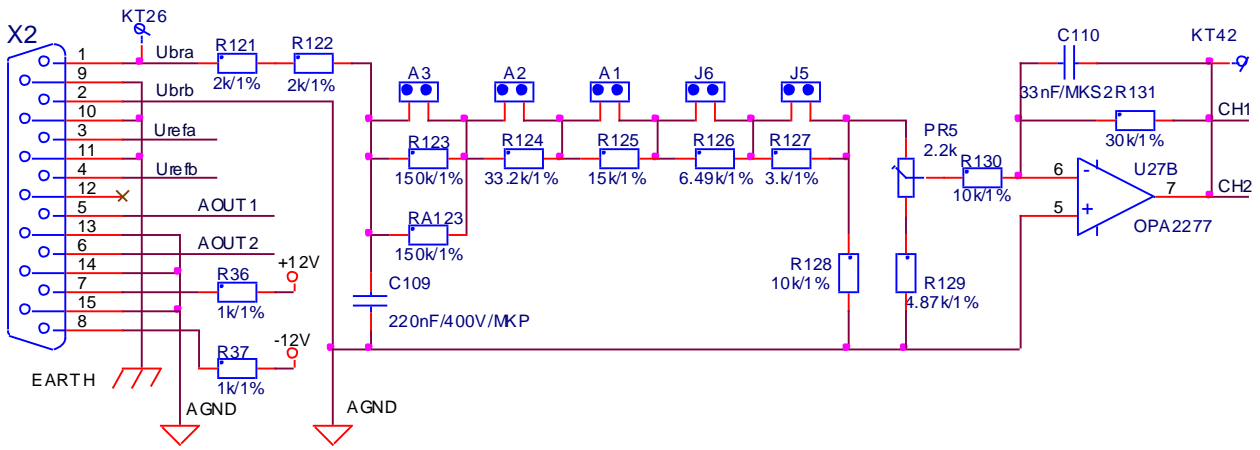 X2
KT26
1
9
2
10
3
11
4
12
5
13
6
14
7
15
8
Ubra
Ubrb
Urefa
Urefb
AOUT1
AOUT2
EARTH
R121
2k/1%
R122
2k/1%
R36
1k/1%
+12V
R37
1k/1%
-12V
AGND
AGND
A3
A2
A1
J6
J5
R123
150k/1%
R124
33.2k/1%
R125
15k/1%
R126
6.49k/1%
R127
3.k/1%
RA123
150k/1%
C109
220nF/400V/MKP
R128
10k/1%
R129
4.87k/1%
PR5
2.2k
R130
10k/1%
C110
33nF/MKS2
R131
30k/1%
KT42
CH1
CH2
U27B
6
-
5
+
7
OPA2277